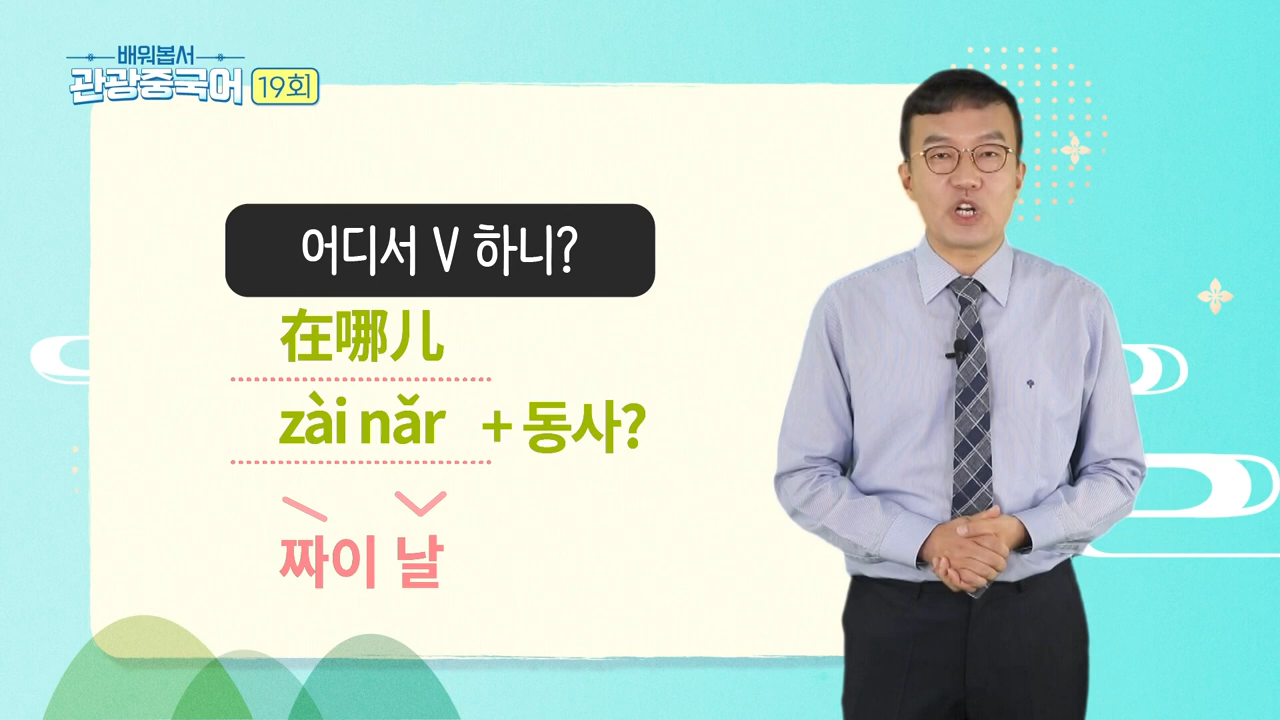 배워봅서
관광중국어 19회
어디서 V 하니?
在哪儿
zài nǎr + 동사?
짜이 날